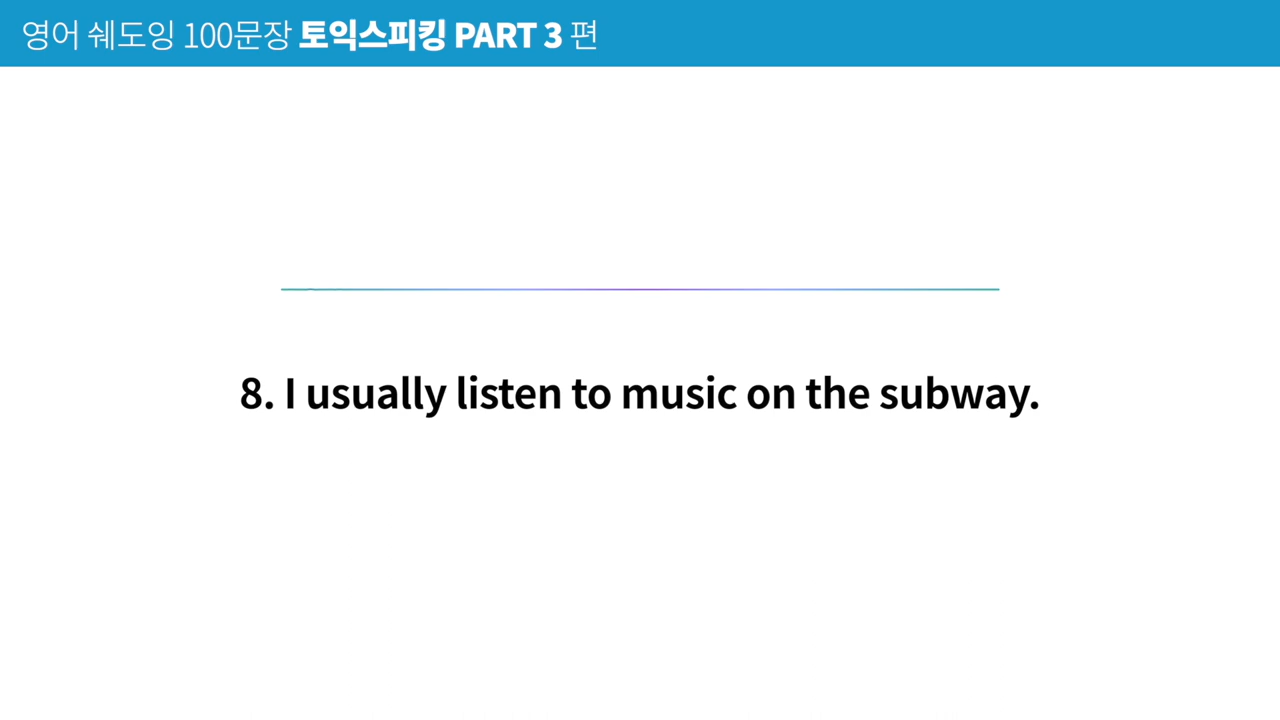 영어 쉐도잉 100문장 토익스피킹 PART 3 편
8. I usually listen to music on the subway.